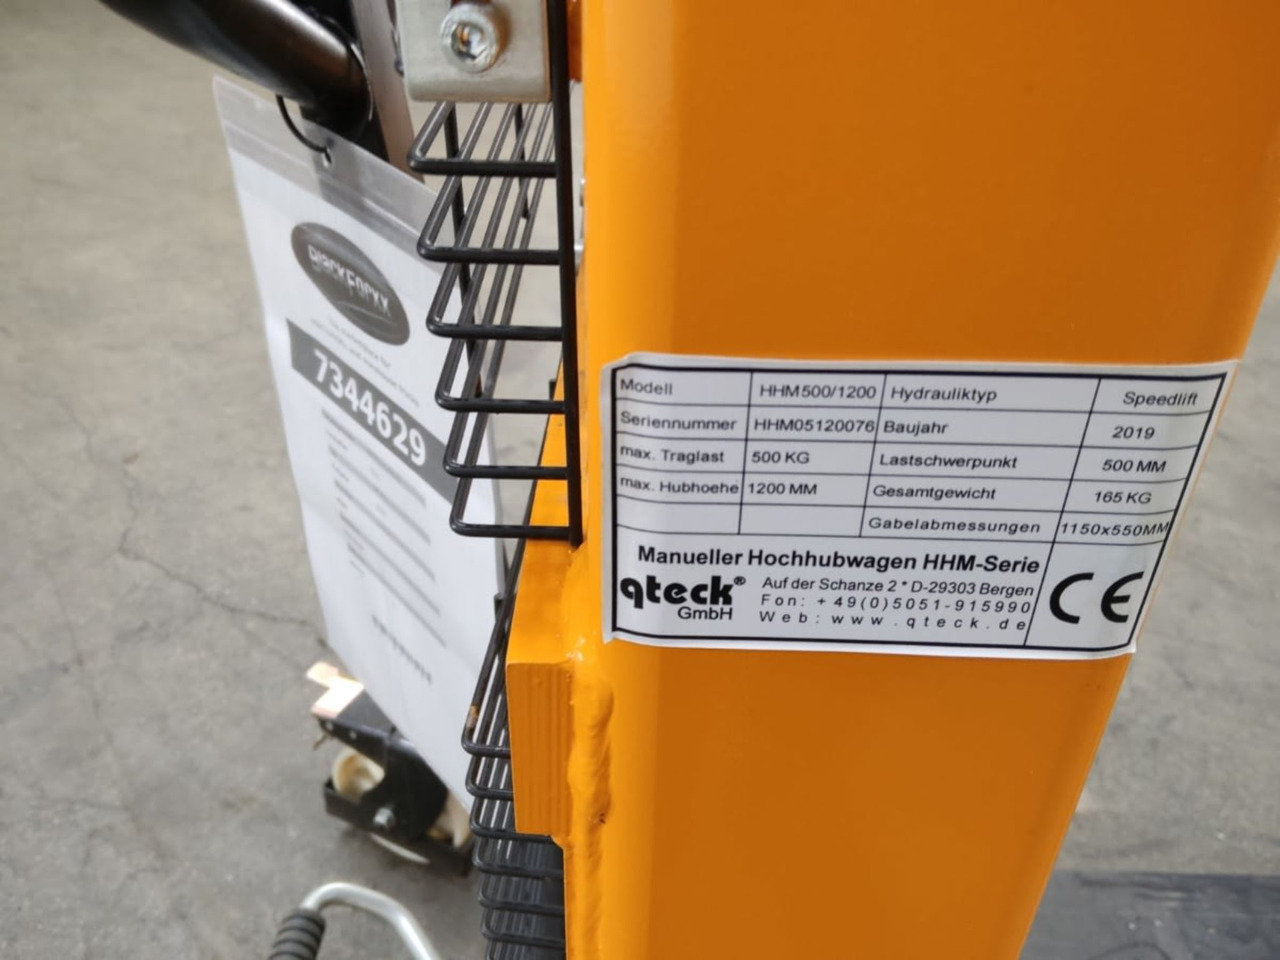 BlackForxx
7344629
Modell HHM500/1200 Hydrauliktyp Speedlift
Seriennummer HHM05120076 Baujahr 2019
max. Traglast 500 KG Lastschwerpunkt 500 MM
max. Hubhoehe 1200 MM Gesamtgewicht 165 KG
Gabelabmessungen 1150x550MM
Manueller Hochhubwagen HHM-Serie
qteck® GmbH
Auf der Schanze 2 * D-29303 Bergen
Fon: +49(0)5051-915990
Web: www.qteck.de
CE